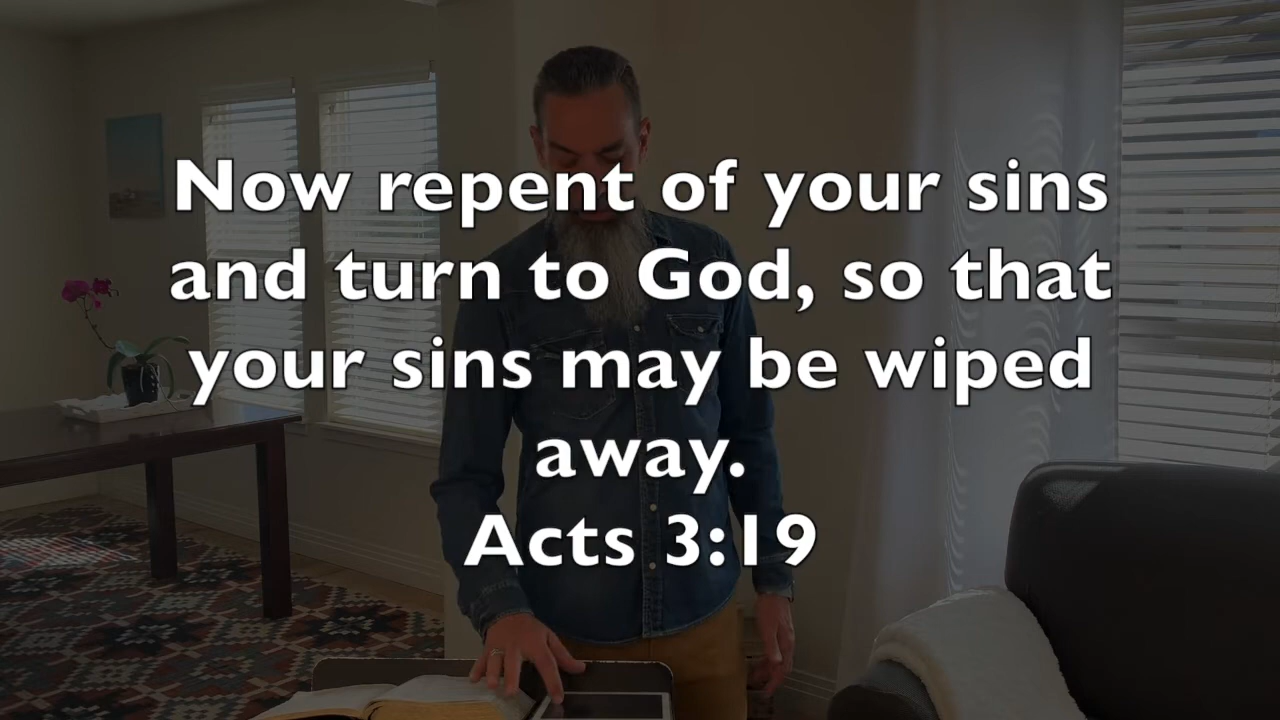 Now repent of your sins
and turn to God, so that
your sins may be wiped
away.
Acts 3:19